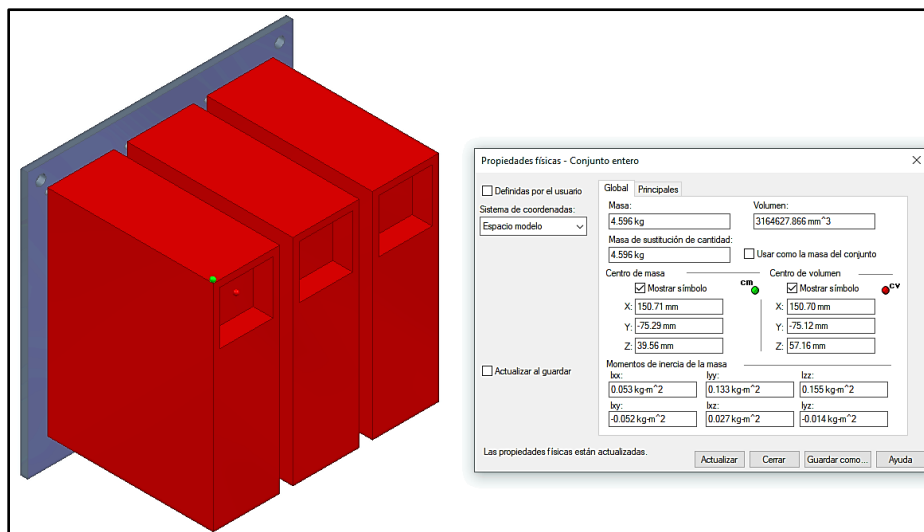 Propiedades físicas - Conjunto entero
Definidas por el usuario
Sistema de coordenadas:
Espacio modelo
Actualizar al guardar
Global Principales
Masa: Volumen:
4.596 kg 3164627.866 mm^3
Masa de sustitución de cantidad:
4.596 kg Usar como la masa del conjunto
Centro de masa Centro de volumen
Mostrar símbolo cm Mostrar símbolo cv
X: 150.71 mm X: 150.70 mm
Y: -75.29 mm Y: -75.12 mm
Z: 39.56 mm Z: 57.16 mm
Momentos de inercia de la masa
Ixx: Iyy: Izz:
0.053 kg-m^2 0.133 kg-m^2 0.155 kg-m^2
Ixy: Ixz: Iyz:
-0.052 kg-m^2 0.027 kg-m^2 -0.014 kg-m^2
Las propiedades físicas están actualizadas.
Actualizar Cerrar Guardar como... Ayuda